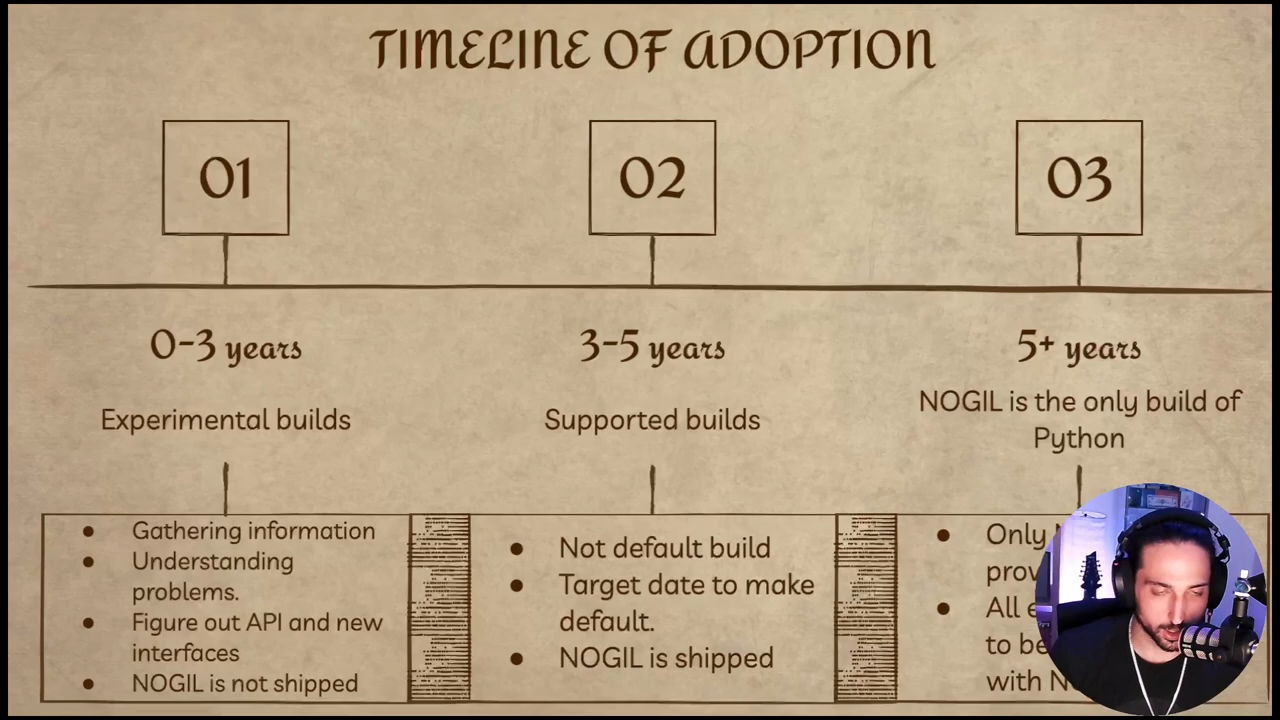 TIMELINE OF ADOPTION
01
02
03
0-3 years
3-5 years
5+ years
Experimental builds
Supported builds
NOGIL is the only build of
Python
● Gathering information
● Understanding
problems.
● Figure out API and new
interfaces
● NOGIL is not shipped
● Not default build
● Target date to make
default.
● NOGIL is shipped
● Only
● All
to be
with